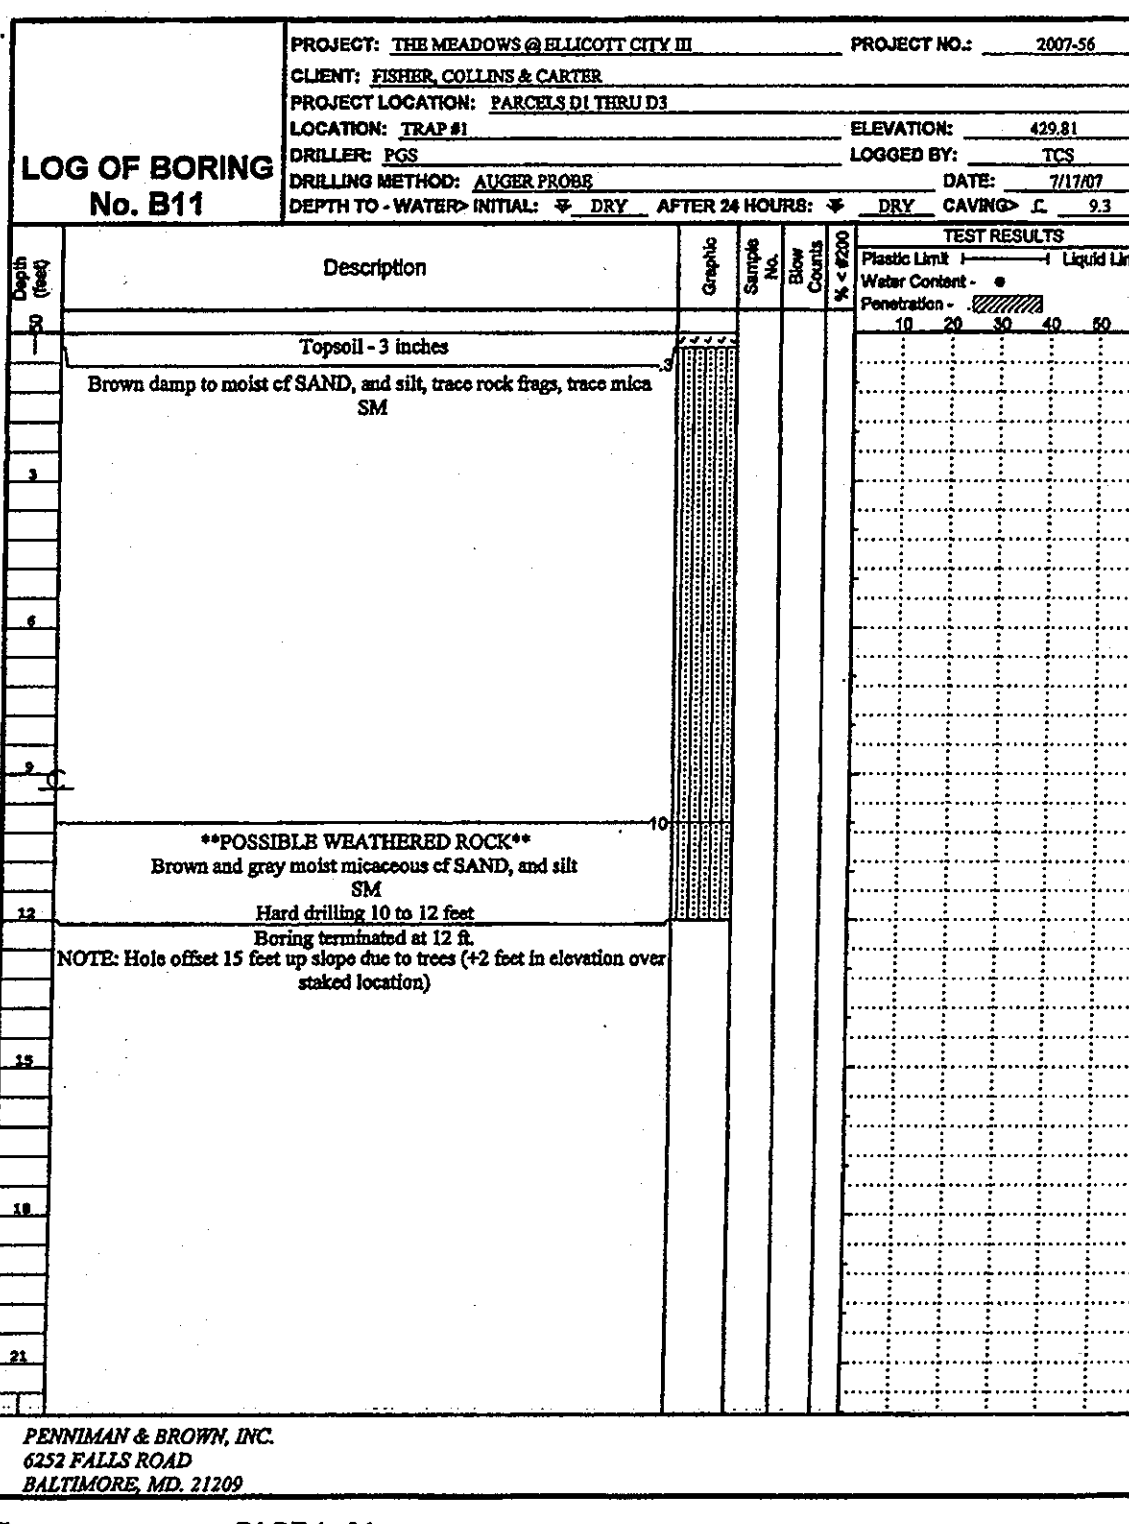 PROJECT: THE MEADOWS @ ELLICOTT CITY III PROJECT NO.: 2007-56
CLIENT: FISHER, COLLINS & CARTER
PROJECT LOCATION: PARCELS D1 THRU D3
LOCATION: TRAP #1 ELEVATION: 429.81
DRILLER: PGS LOGGED BY: TCS
DRILLING METHOD: AUGER PROBE DATE: 7/17/07
DEPTH TO - WATER> INITIAL: DRY AFTER 24 HOURS: DRY CAVING> 9.3
LOG OF BORING
No. B11
Depth (feet)
Description
Graphic
Sample No.
Blow Counts
% < #200
TEST RESULTS
Plastic Limit Liquid Lim
Water Content -
Penetration -
10 20 30 40 50
Topsoil - 3 inches
.3
Brown damp to moist cf SAND, and silt, trace rock frags, trace mica
SM
3
6
9
10
**POSSIBLE WEATHERED ROCK**
Brown and gray moist micaceous cf SAND, and silt
SM
Hard drilling 10 to 12 feet
12
Boring terminated at 12 ft.
NOTE: Hole offset 15 feet up slope due to trees (+2 feet in elevation over
staked location)
15
18
21
PENNIMAN & BROWN, INC.
6252 FALLS ROAD
BALTIMORE, MD. 21209